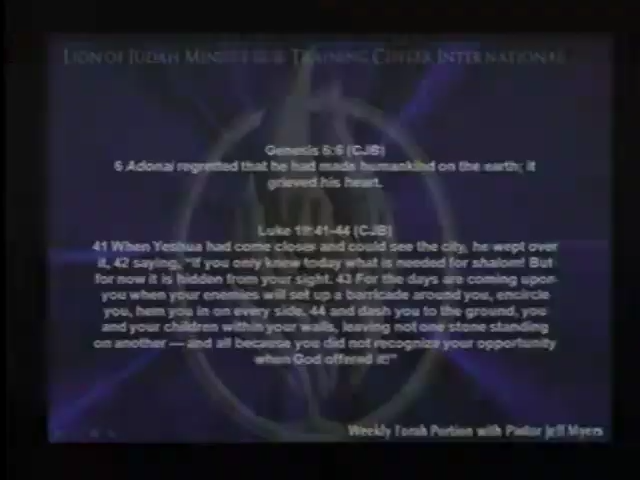 LION OF JUDAH MINISTRIES TRAINING CENTER INTERNATIONAL
Genesis 6:6 (CJB)
6 Adonai regretted that he had made humankind on the earth; it
grieved his heart.
Luke 19:41-44 (CJB)
41 When Yeshua had come closer and could see the city, he wept over
it, 42 saying, "If you only knew today what is needed for shalom! But
for now it is hidden from your sight. 43 For the days are coming upon
you when your enemies will set up a barricade around you, encircle
you, hem you in on every side, 44 and dash you to the ground, you
and your children within your walls, leaving not one stone standing
on another — and all because you did not recognize your opportunity
when God offered it!"
Weekly Torah Portion with Pastor Jeff Myers